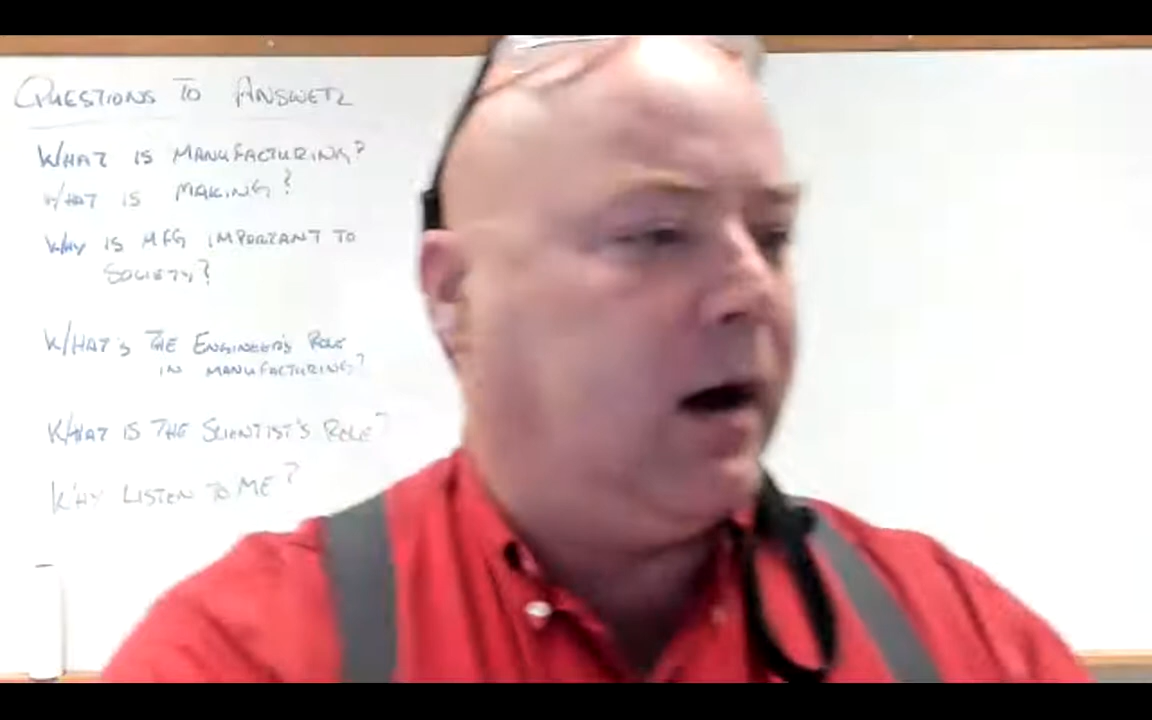 QUESTIONS TO ANSWER
WHAT IS MANUFACTURING?
WHAT IS MAKING?
WHY IS MFG IMPORTANT TO
SOCIETY?
WHAT'S THE ENGINEER'S ROLE
IN MANUFACTURING?
WHAT IS THE SCIENTIST'S ROLE?
WHY LISTEN TO ME?